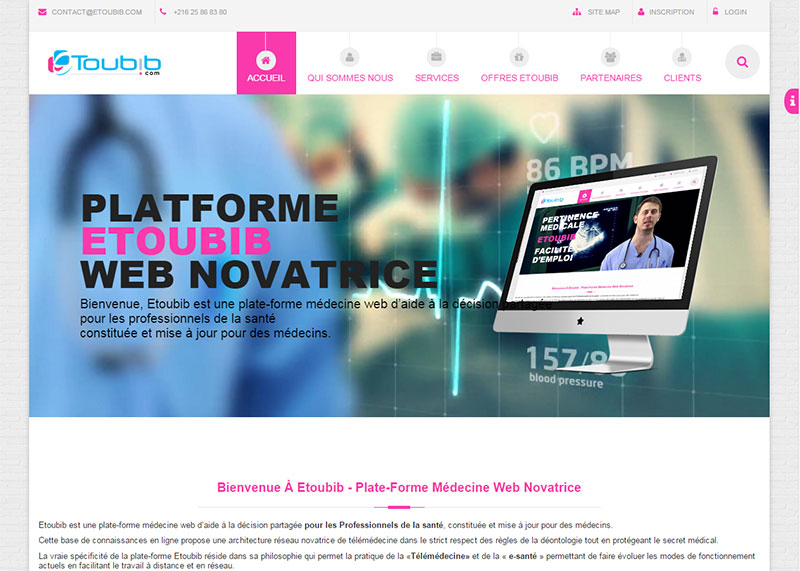 CONTACT@ETOUBIB.COM +216 25 86 83 80 SITE MAP INSCRIPTION LOGIN
eToubib
.com
ACCUEIL QUI SOMMES NOUS SERVICES OFFRES ETOUBIB PARTENAIRES CLIENTS
86 BPM
PLATFORME
ETOUBIB
WEB NOVATRICE
Bienvenue, Etoubib est une plate-forme médecine web d'aide à la décision partagée
pour les professionnels de la santé
constituée et mise à jour pour des médecins.
PERTINENCE
MEDICALE
ETOUBIB
FACILITE
D'EMPLOI
Bienvenue À Etoubib - Plate-Forme Médecine Web Novatrice
157/8
blood pressure
Bienvenue À Etoubib - Plate-Forme Médecine Web Novatrice
Etoubib est une plate-forme médecine web d'aide à la décision partagée pour les Professionnels de la santé, constituée et mise à jour pour des médecins.
Cette base de connaissances en ligne propose une architecture réseau novatrice de télémédecine dans le strict respect des règles de la déontologie tout en protégeant le secret médical.
La vraie spécificité de la plate-forme Etoubib réside dans sa philosophie qui permet la pratique de la «Télémédecine» et de la « e-santé » permettant de faire évoluer les modes de fonctionnement
actuels en facilitant le travail à distance et en réseau.